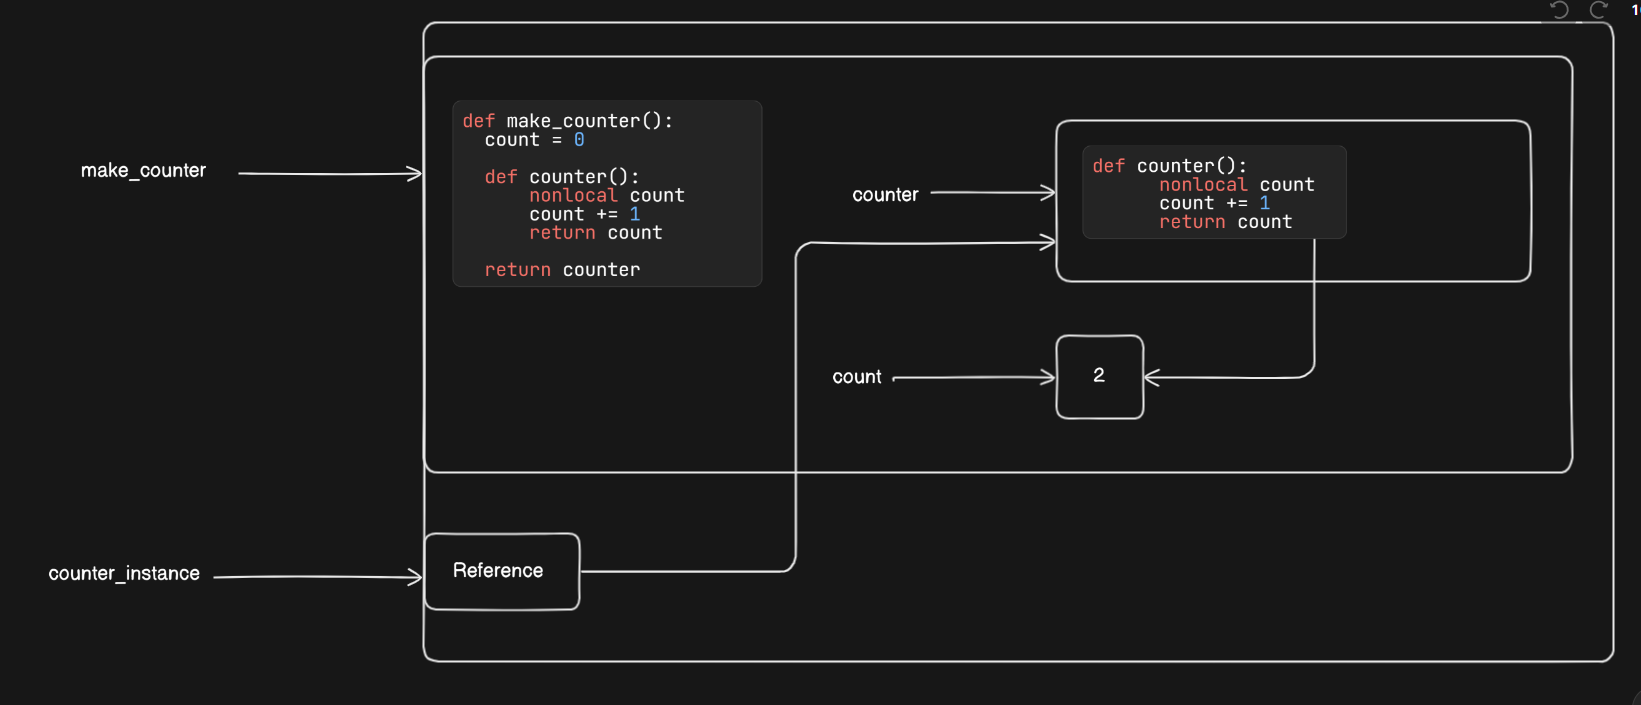 make_counter
def make_counter():
count = 0
def counter():
nonlocal count
count += 1
return count
return counter
counter
def counter():
nonlocal count
count += 1
return count
count
2
counter_instance
Reference